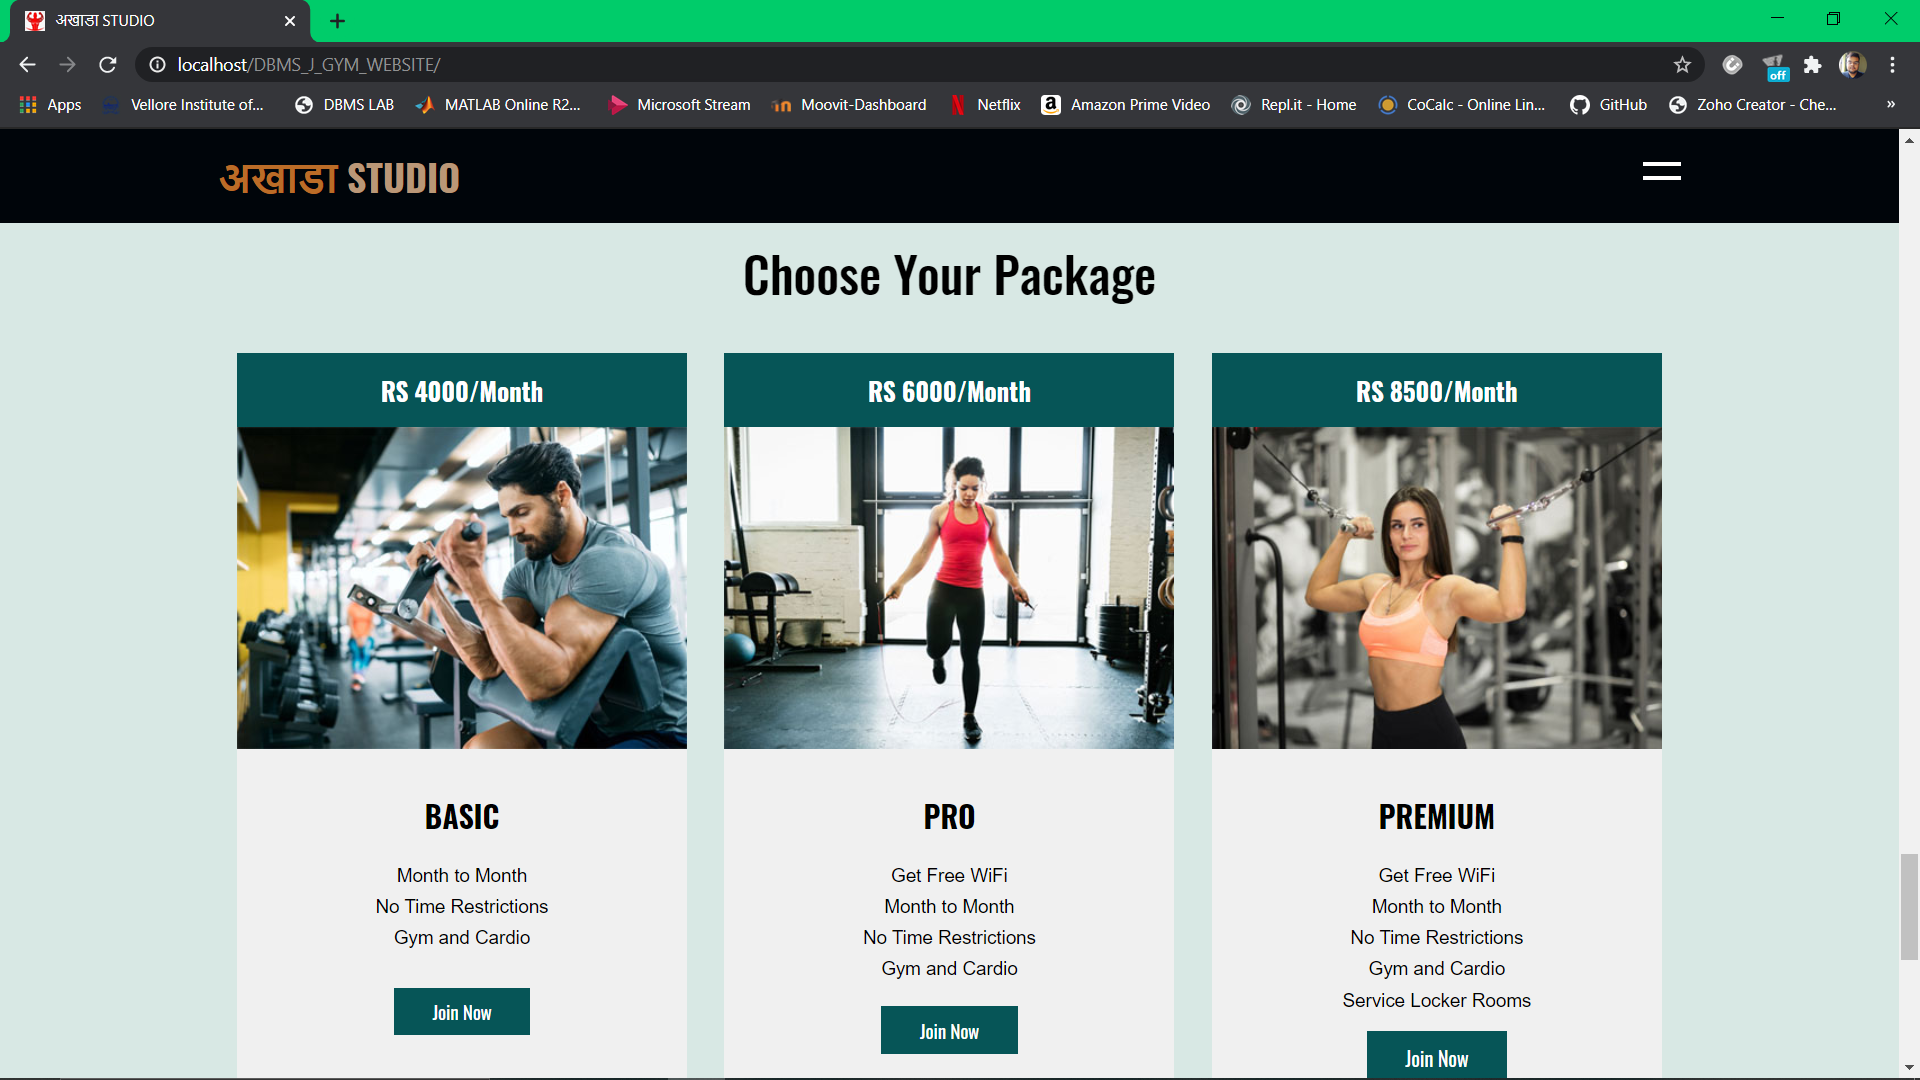 अखाडा STUDIO
localhost/DBMS_J_GYM_WEBSITE/
off
Apps
Vellore Institute of...
DBMS LAB
MATLAB Online R2...
Microsoft Stream
Moovit-Dashboard
Netflix
Amazon Prime Video
Repl.it - Home
CoCalc - Online Lin...
GitHub
Zoho Creator - Che...
»
अखाडा STUDIO
Choose Your Package
RS 4000/Month
BASIC
Month to Month
No Time Restrictions
Gym and Cardio
Join Now
RS 6000/Month
PRO
Get Free WiFi
Month to Month
No Time Restrictions
Gym and Cardio
Join Now
RS 8500/Month
PREMIUM
Get Free WiFi
Month to Month
No Time Restrictions
Gym and Cardio
Service Locker Rooms
Join Now